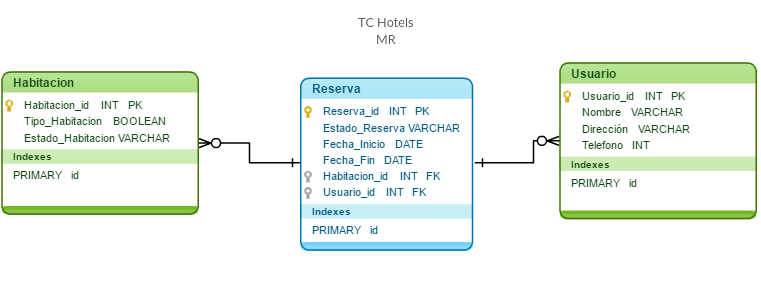 TC Hotels
MR
Habitacion
Habitacion_id INT PK
Tipo_Habitacion BOOLEAN
Estado_Habitacion VARCHAR
Indexes
PRIMARY id
Reserva
Reserva_id INT PK
Estado_Reserva VARCHAR
Fecha_Inicio DATE
Fecha_Fin DATE
Habitacion_id INT FK
Usuario_id INT FK
Indexes
PRIMARY id
Usuario
Usuario_id INT PK
Nombre VARCHAR
Dirección VARCHAR
Telefono INT
Indexes
PRIMARY id